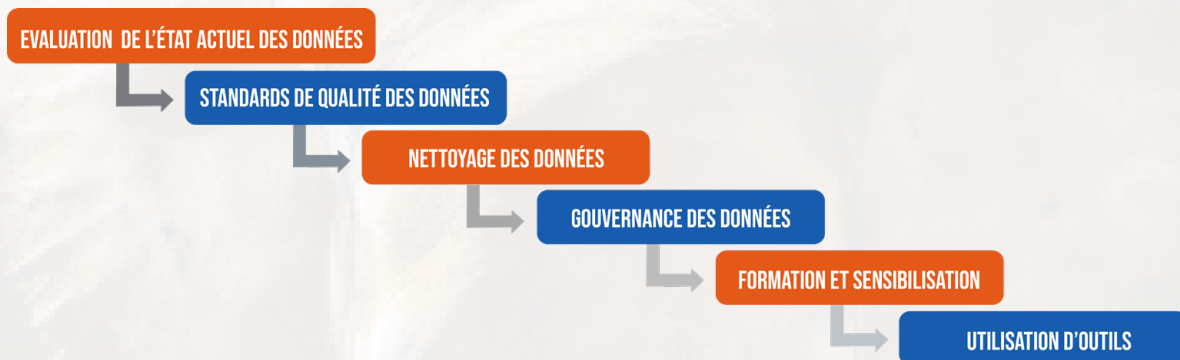 EVALUATION DE L'ÉTAT ACTUEL DES DONNÉES
STANDARDS DE QUALITÉ DES DONNÉES
NETTOYAGE DES DONNÉES
GOUVERNANCE DES DONNÉES
FORMATION ET SENSIBILISATION
UTILISATION D'OUTILS